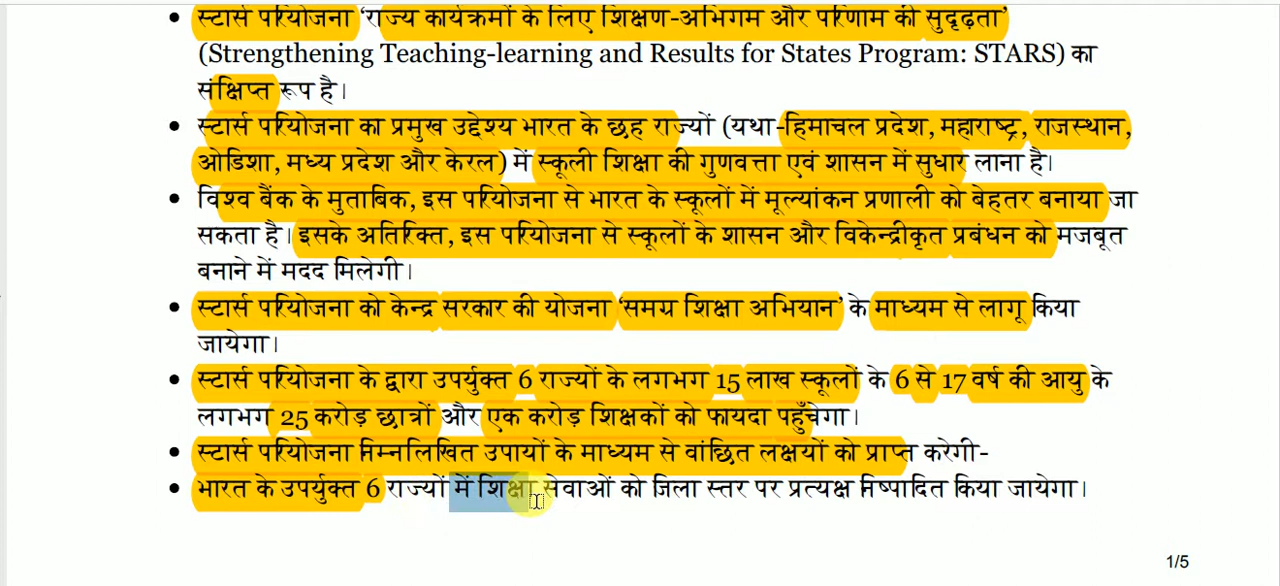 • स्टार्स परियोजना ‘राज्य कार्यक्रमों के लिए शिक्षण-अभिगम और परिणाम की सुदृढ़ता’
(Strengthening Teaching-learning and Results for States Program: STARS) का
संक्षिप्त रूप है।
• स्टार्स परियोजना का प्रमुख उद्देश्य भारत के छह राज्यों (यथा-हिमाचल प्रदेश, महाराष्ट्र, राजस्थान,
ओडिशा, मध्य प्रदेश और केरल) में स्कूली शिक्षा की गुणवत्ता एवं शासन में सुधार लाना है।
• विश्व बैंक के मुताबिक, इस परियोजना से भारत के स्कूलों में मूल्यांकन प्रणाली को बेहतर बनाया जा
सकता है। इसके अतिरिक्त, इस परियोजना से स्कूलों के शासन और विकेन्द्रीकृत प्रबंधन को मजबूत
बनाने में मदद मिलेगी।
• स्टार्स परियोजना को केन्द्र सरकार की योजना ‘समग्र शिक्षा अभियान’ के माध्यम से लागू किया
जायेगा।
• स्टार्स परियोजना के द्वारा उपर्युक्त 6 राज्यों के लगभग 15 लाख स्कूलों के 6 से 17 वर्ष की आयु के
लगभग 25 करोड़ छात्रों और एक करोड़ शिक्षकों को फायदा पहुँचेगा।
• स्टार्स परियोजना निम्नलिखित उपायों के माध्यम से वांछित लक्षयों को प्राप्त करेगी-
• भारत के उपर्युक्त 6 राज्यों में शिक्षा सेवाओं को जिला स्तर पर प्रत्यक्ष निष्पादित किया जायेगा।
1/5